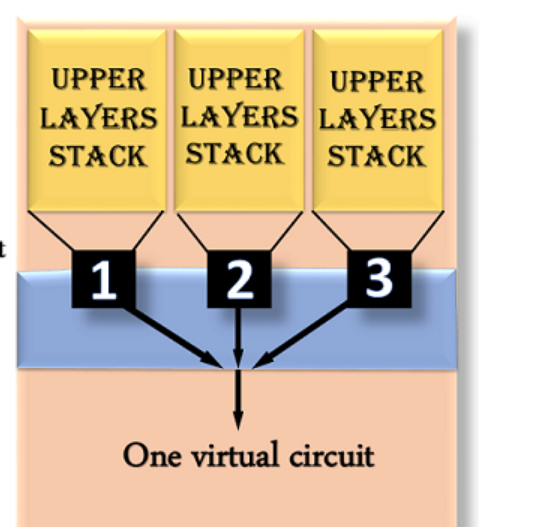 UPPER
LAYERS
STACK
UPPER
LAYERS
STACK
UPPER
LAYERS
STACK
t
1
2
3
One virtual circuit